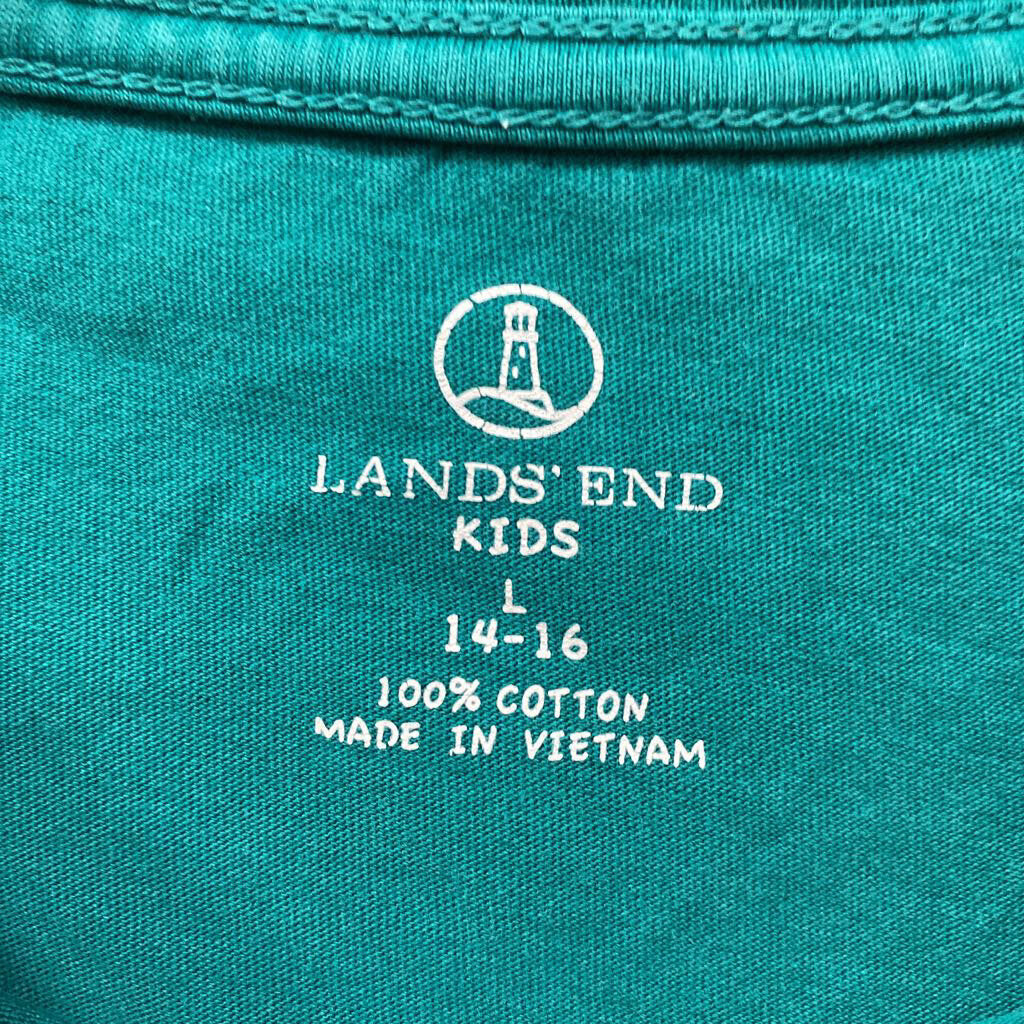 LANDS' END
KIDS
L
14-16
100% COTTON
MADE IN VIETNAM